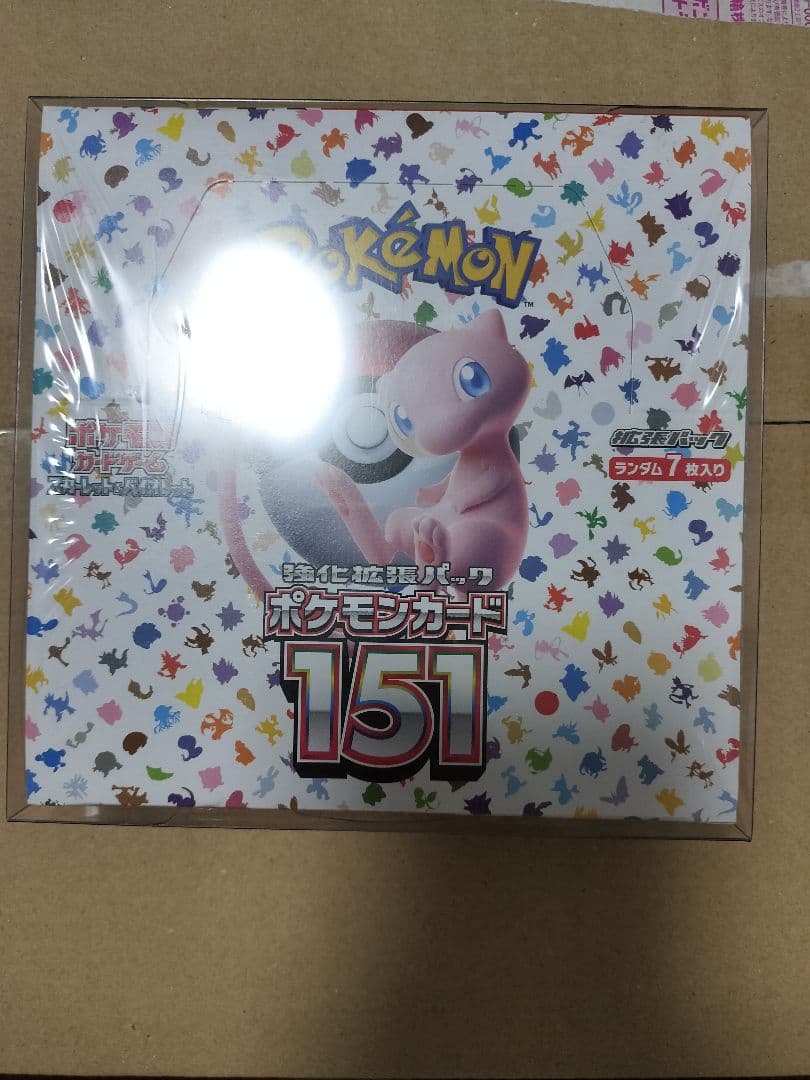 POKéMON
TM
ポケモン
カードゲーム
スカーレット&バイオレット
拡張パック
ランダム7枚入り
強化拡張パック
ポケモンカード
151